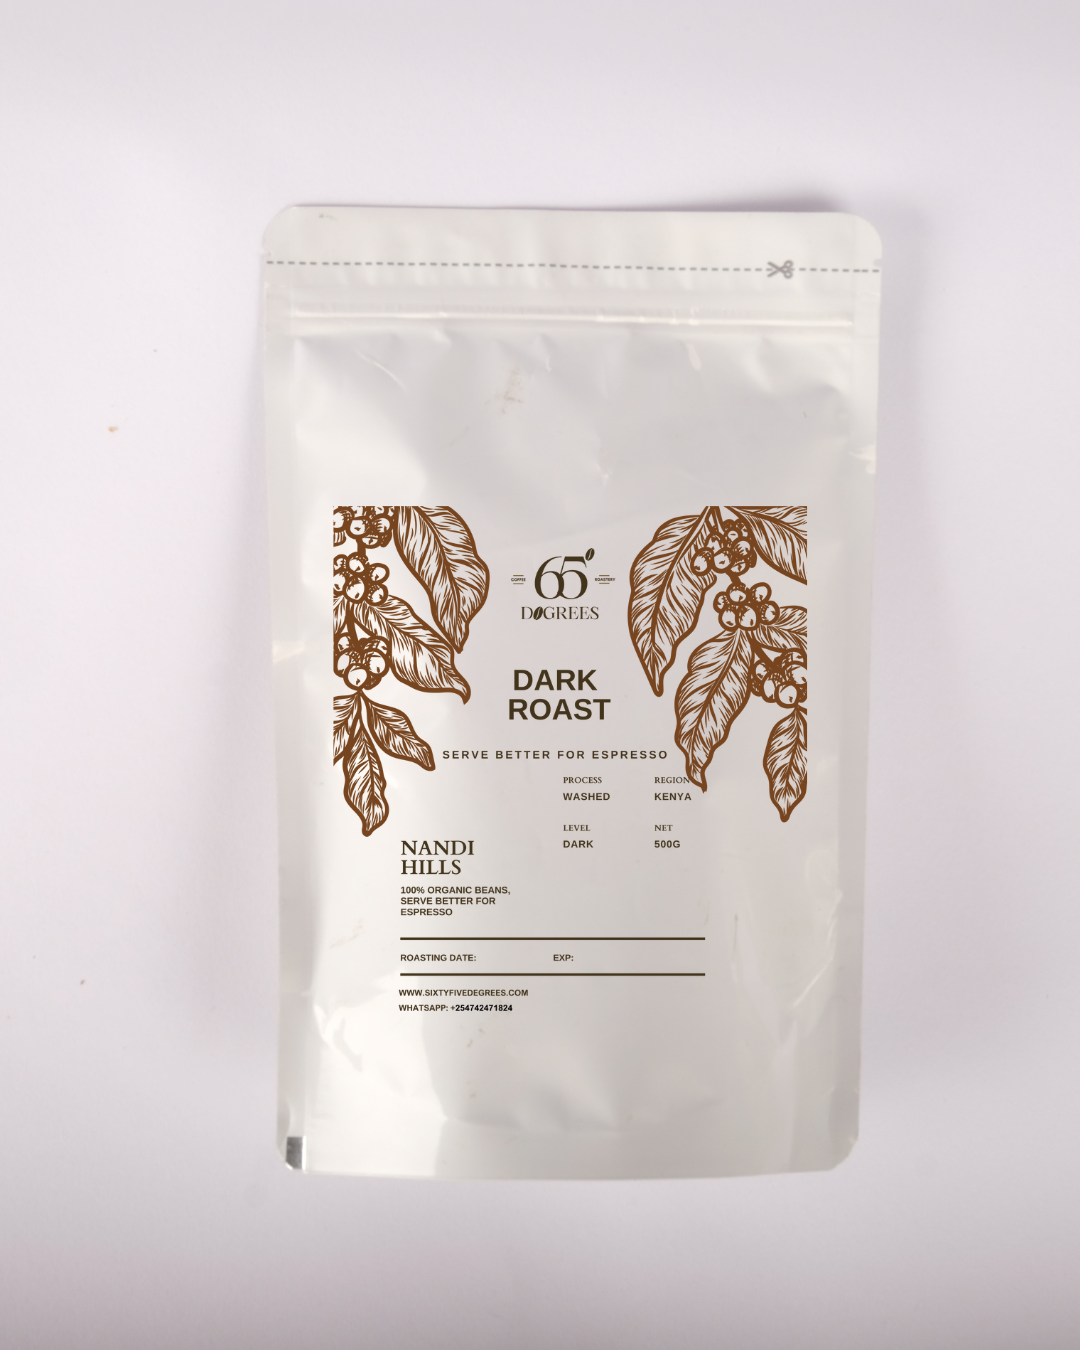 COFFEE 65 ROASTERY
DEGREES
DARK
ROAST
SERVE BETTER FOR ESPRESSO
PROCESS REGION
WASHED KENYA
LEVEL NET
DARK 500G
NANDI
HILLS
100% ORGANIC BEANS,
SERVE BETTER FOR
ESPRESSO
ROASTING DATE: EXP:
WWW.SIXTYFIVEDEGREES.COM
WHATSAPP: +254742471824